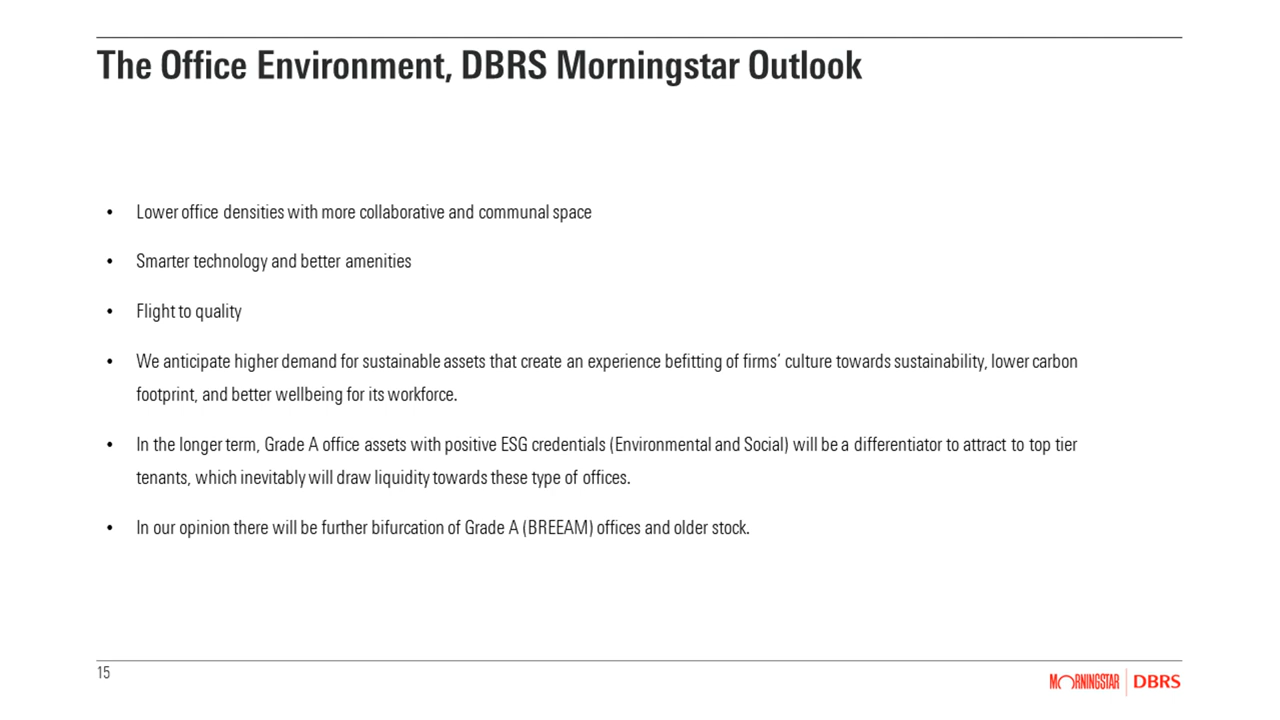 The Office Environment, DBRS Morningstar Outlook
• Lower office densities with more collaborative and communal space
• Smarter technology and better amenities
• Flight to quality
• We anticipate higher demand for sustainable assets that create an experience befitting of firms’ culture towards sustainability, lower carbon
footprint, and better wellbeing for its workforce.
• In the longer term, Grade A office assets with positive ESG credentials (Environmental and Social) will be a differentiator to attract to top tier
tenants, which inevitably will draw liquidity towards these type of offices.
• In our opinion there will be further bifurcation of Grade A (BREEAM) offices and older stock.
15
MORNINGSTAR | DBRS